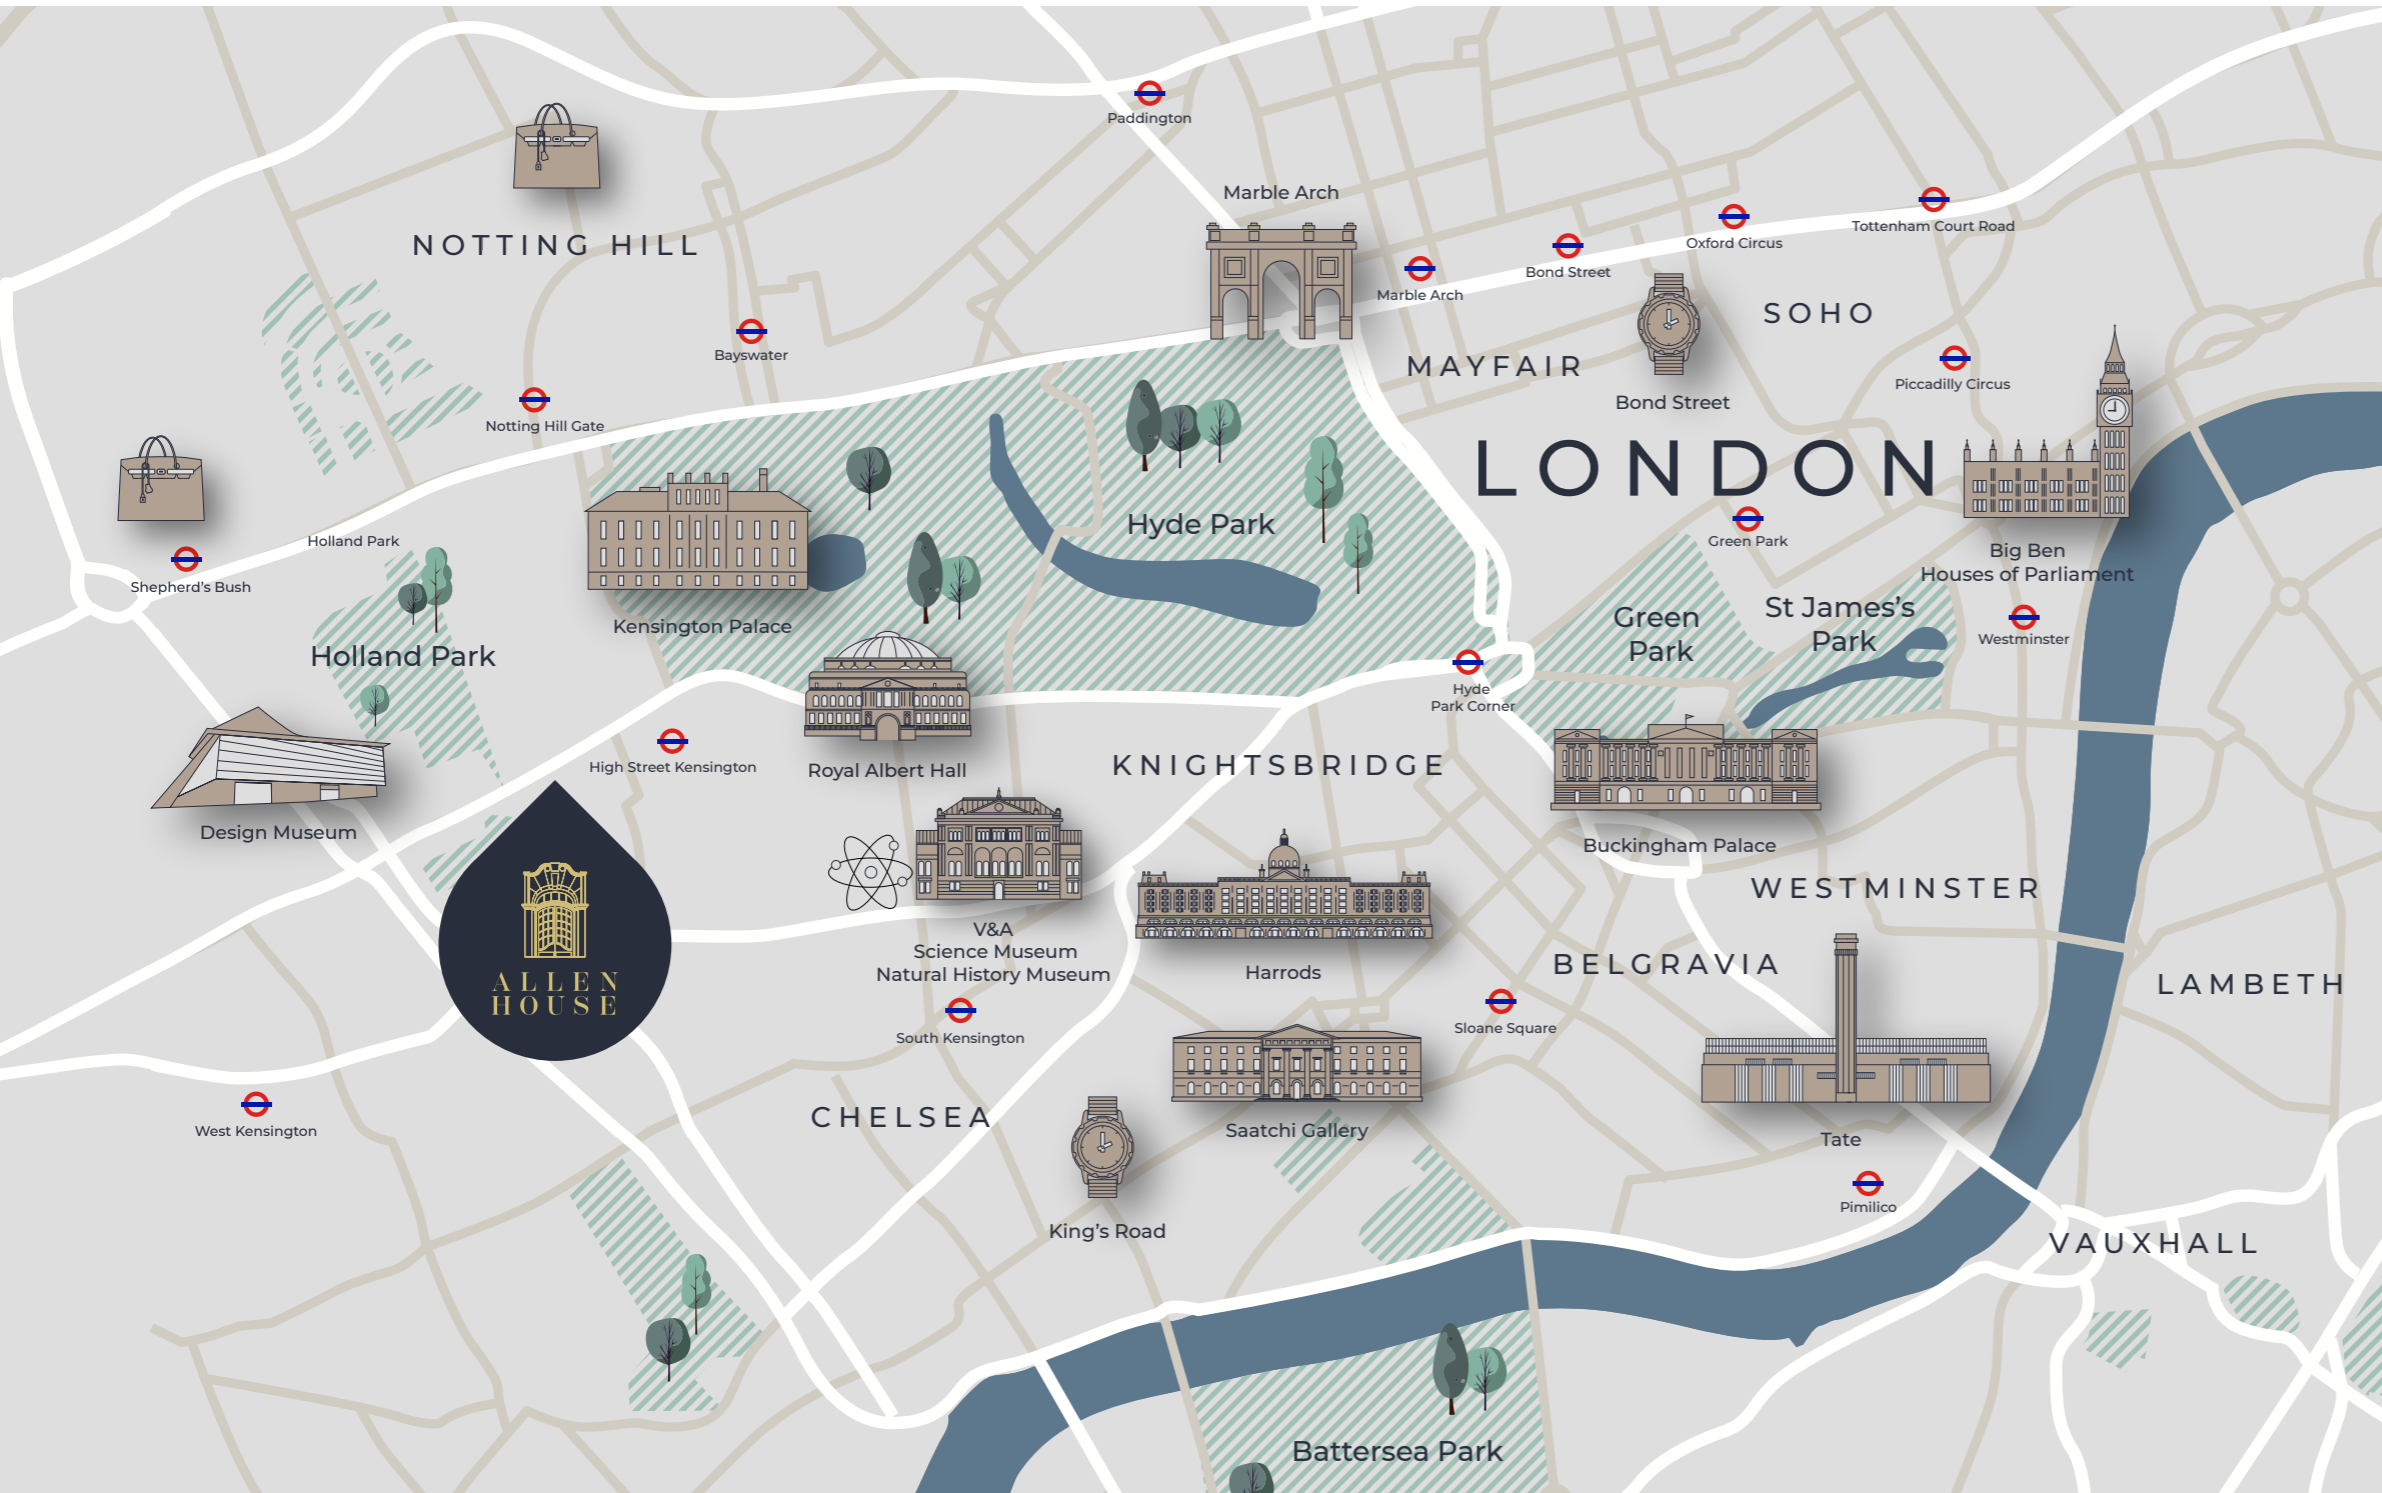 Paddington
Marble Arch
NOTTING HILL
Tottenham Court Road
Oxford Circus
Bond Street
Marble Arch
SOHO
Bayswater
MAYFAIR
Piccadilly Circus
Bond Street
Notting Hill Gate
LONDON
Hyde Park
Holland Park
Green Park
Big Ben
Houses of Parliament
Shepherd's Bush
Kensington Palace
Green
Park
St James's
Park
Westminster
Holland Park
Hyde
Park Corner
High Street Kensington
Royal Albert Hall
KNIGHTSBRIDGE
Design Museum
Buckingham Palace
WESTMINSTER
V&A
Science Museum
Natural History Museum
Harrods
BELGRAVIA
LAMBETH
ALLEN
HOUSE
South Kensington
Sloane Square
West Kensington
CHELSEA
Saatchi Gallery
Tate
Pimilico
King's Road
VAUXHALL
Battersea Park